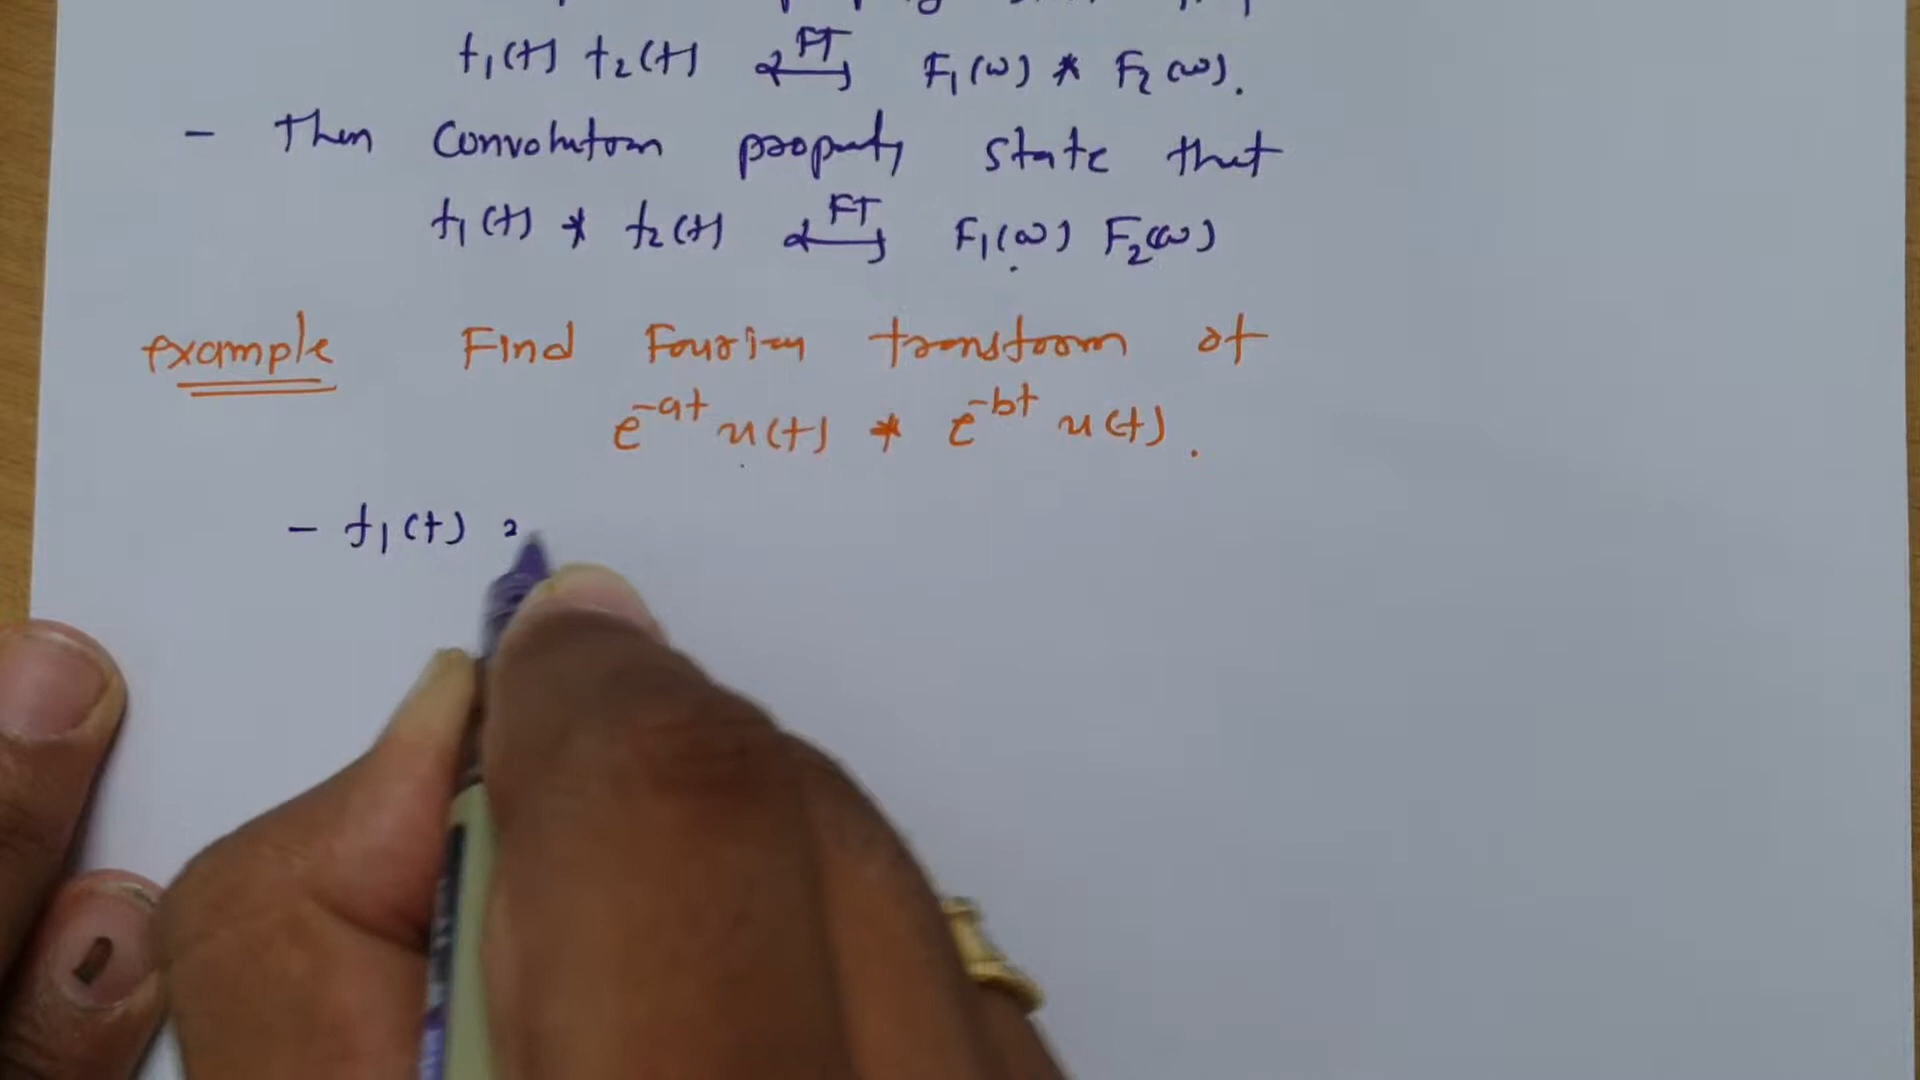 f₁(t) f₂(t) ⟷FT F₁(ω) * F₂(ω).
- Then Convolution property state that
f₁(t) * f₂(t) ⟷FT F₁(ω) F₂(ω)
example Find Fourier transform of
e^-at u(t) * e^-bt u(t).
- f₁(t) =